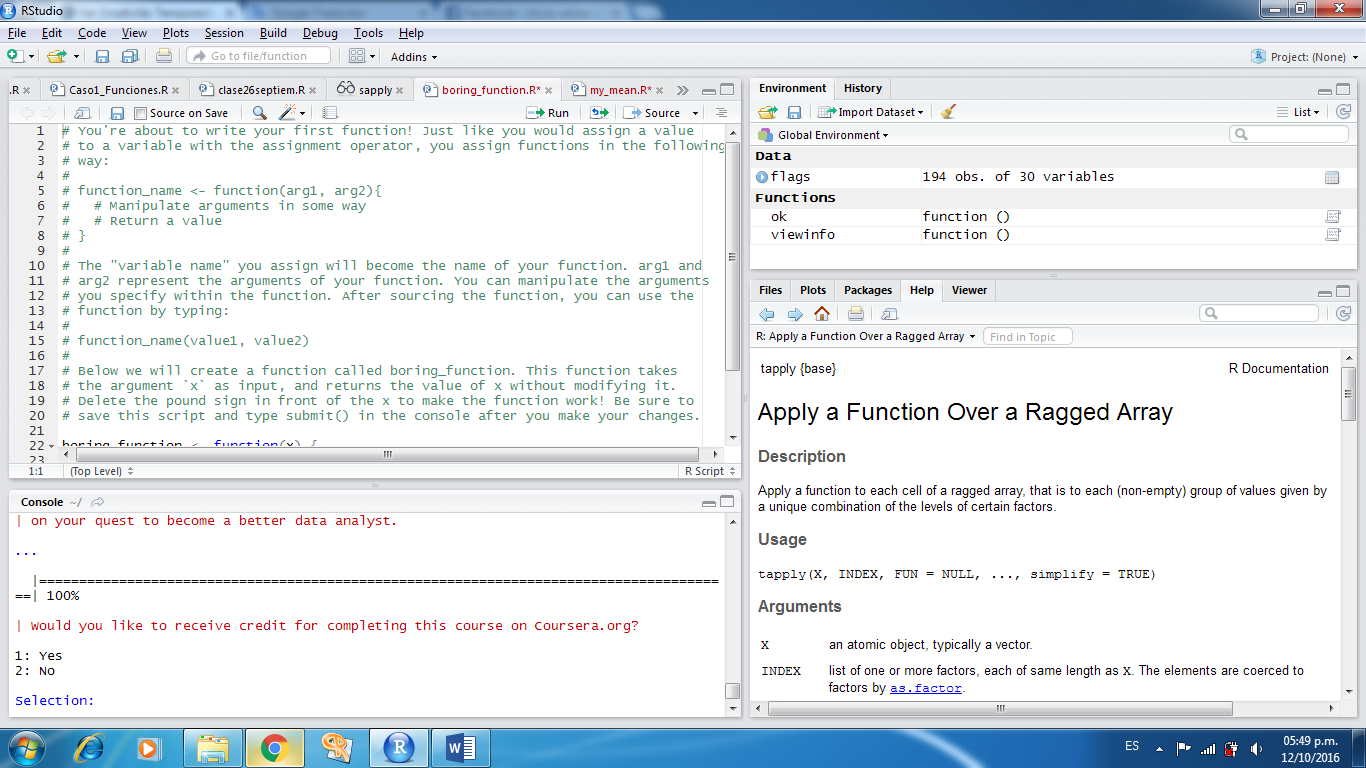 RStudio
File Edit Code View Plots Session Build Debug Tools Help
Go to file/function Addins Project: (None)
.R Caso1_Funciones.R clase26septiem.R sapply boring_function.R* my_mean.R*
Source on Save Run Source
1 # You're about to write your first function! Just like you would assign a value
2 # to a variable with the assignment operator, you assign functions in the following
3 # way:
4 #
5 # function_name <- function(arg1, arg2){
6 #   # Manipulate arguments in some way
7 #   # Return a value
8 # }
9 #
10 # The "variable name" you assign will become the name of your function. arg1 and
11 # arg2 represent the arguments of your function. You can manipulate the arguments
12 # you specify within the function. After sourcing the function, you can use the
13 # function by typing:
14 #
15 # function_name(value1, value2)
16 #
17 # Below we will create a function called boring_function. This function takes
18 # the argument `x` as input, and returns the value of x without modifying it.
19 # Delete the pound sign in front of the x to make the function work! Be sure to
20 # save this script and type submit() in the console after you make your changes.
21
22 boring_function <- function(x) {
23
1:1 (Top Level) R Script
Console ~/
| on your quest to become a better data analyst.
...
|=====================================================================================
==| 100%
| Would you like to receive credit for completing this course on Coursera.org?
1: Yes
2: No
Selection:
Environment History
Import Dataset List
Global Environment
Data
flags 194 obs. of 30 variables
Functions
ok function ()
viewinfo function ()
Files Plots Packages Help Viewer
R: Apply a Function Over a Ragged Array Find in Topic
tapply {base} R Documentation
Apply a Function Over a Ragged Array
Description
Apply a function to each cell of a ragged array, that is to each (non-empty) group of values given by
a unique combination of the levels of certain factors.
Usage
tapply(X, INDEX, FUN = NULL, ..., simplify = TRUE)
Arguments
X an atomic object, typically a vector.
INDEX list of one or more factors, each of same length as X. The elements are coerced to
factors by as.factor.
ES 05:49 p.m.
12/10/2016